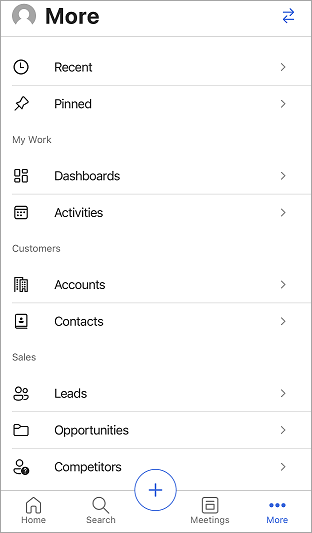 More
Recent
Pinned
My Work
Dashboards
Activities
Customers
Accounts
Contacts
Sales
Leads
Opportunities
Competitors
Home
Search
Meetings
More